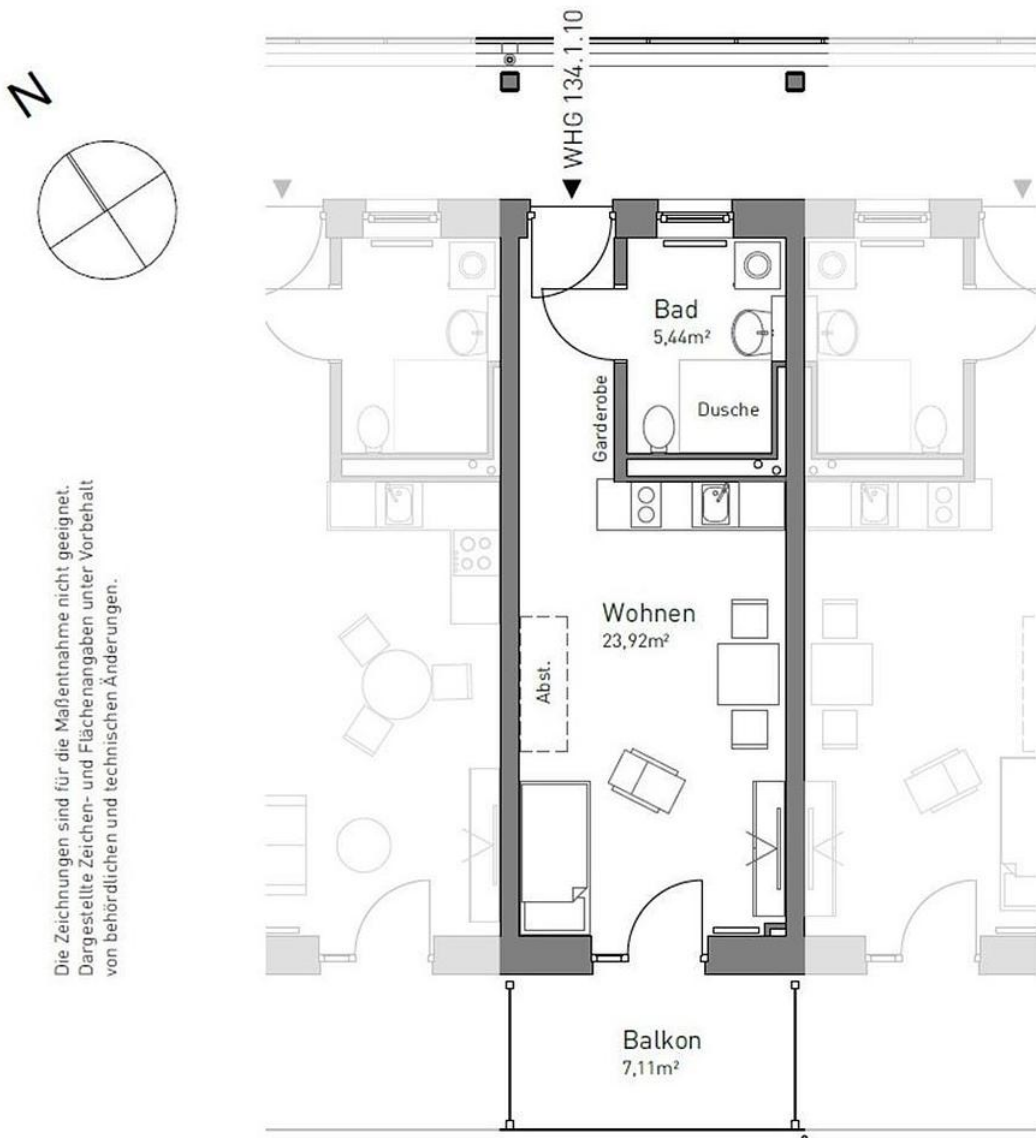 N
WHG 134.1.10
Bad
5,44m²
Dusche
Garderobe
Wohnen
23,92m²
Abst.
Balkon
7,11m²
Die Zeichnungen sind für die Maßentnahme nicht geeignet.
Dargestellte Zeichen- und Flächenangaben unter Vorbehalt
von behördlichen und technischen Änderungen.